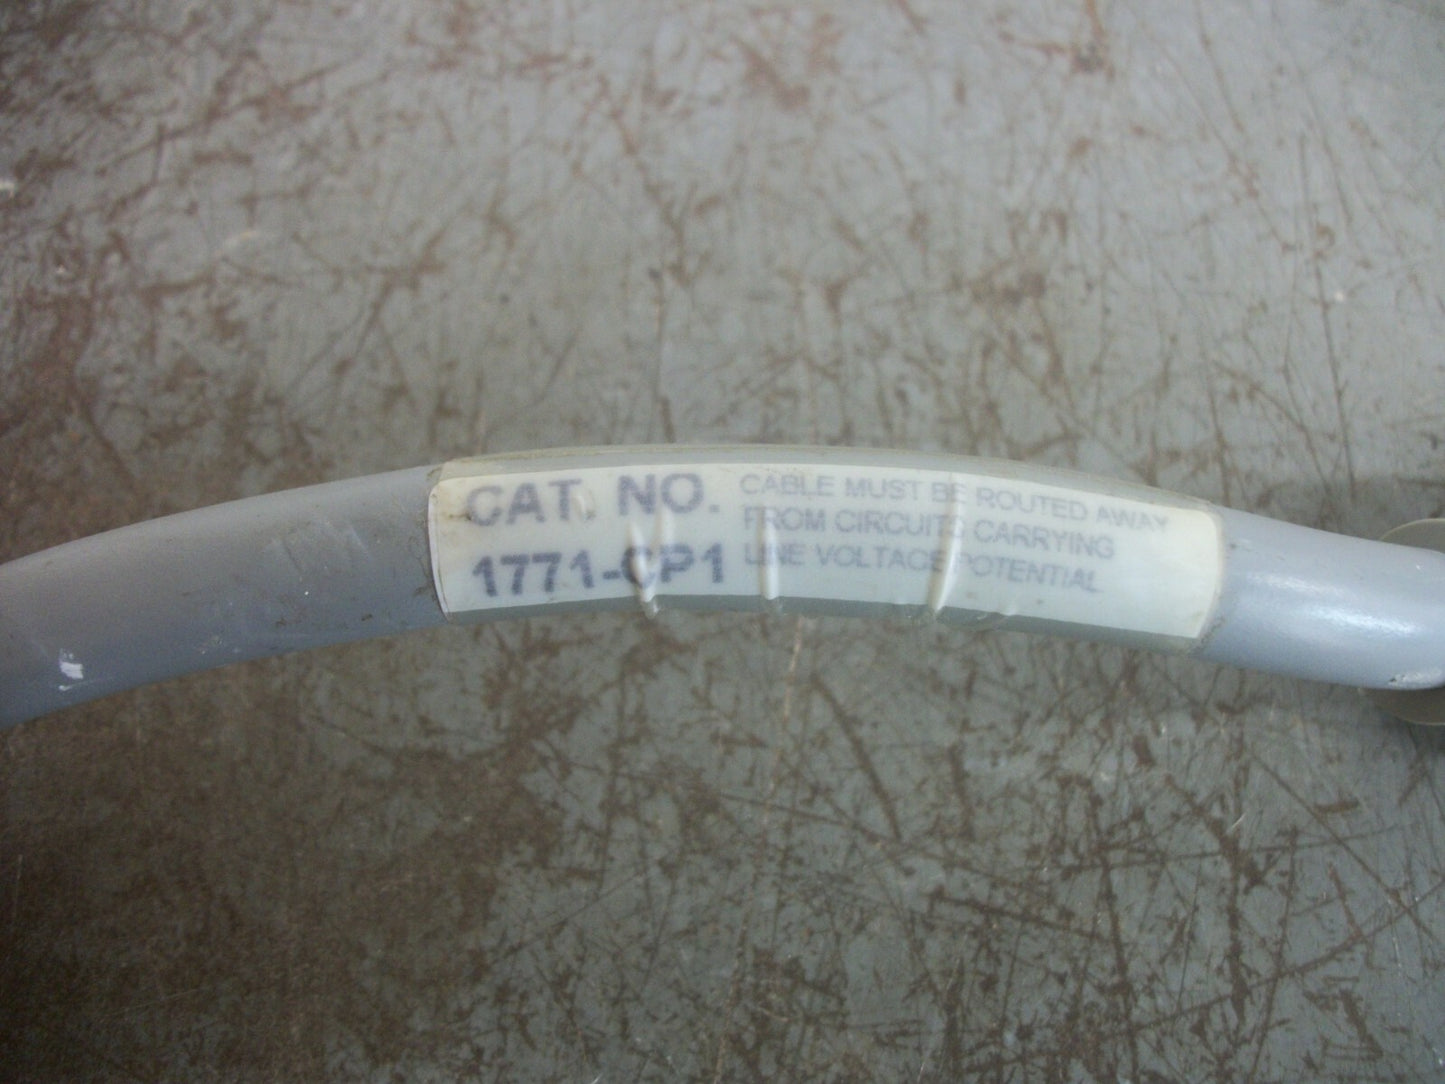 CAT. NO.
1771-CP1
CABLE MUST BE ROUTED AWAY
FROM CIRCUITS CARRYING
LINE VOLTAGE POTENTIAL